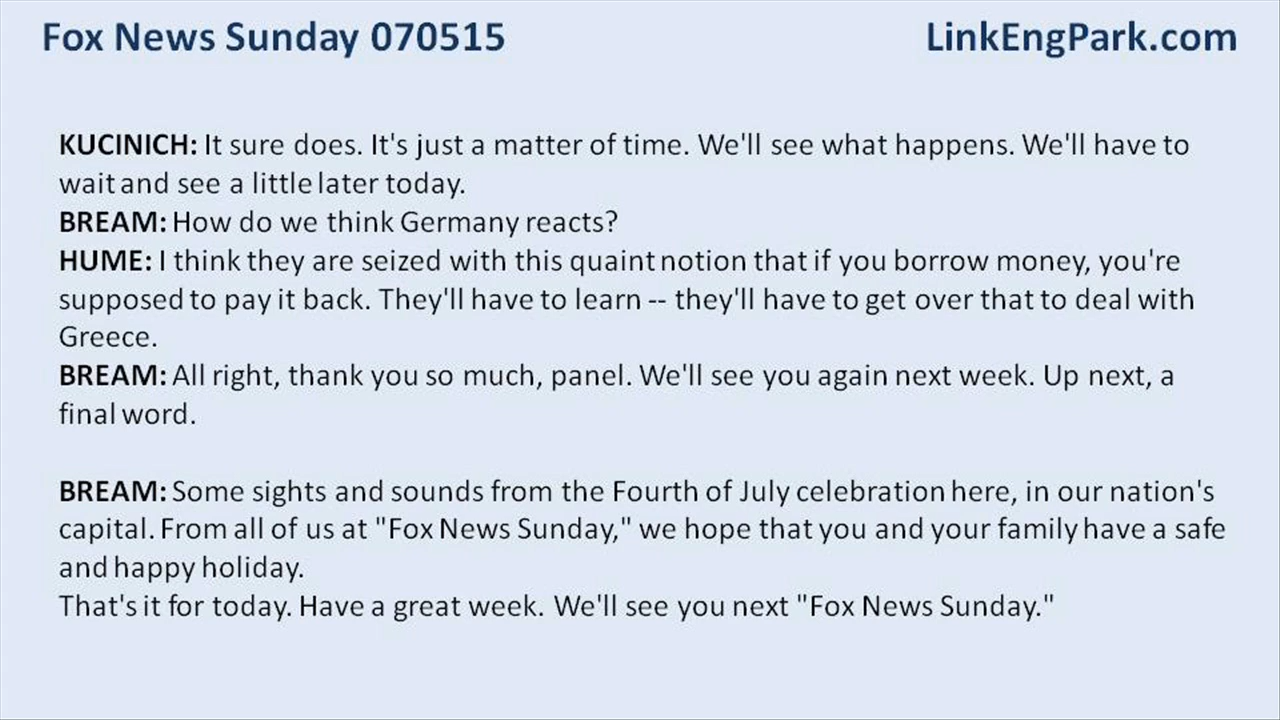 Fox News Sunday 070515
LinkEngPark.com
KUCINICH: It sure does. It's just a matter of time. We'll see what happens. We'll have to
wait and see a little later today.
BREAM: How do we think Germany reacts?
HUME: I think they are seized with this quaint notion that if you borrow money, you're
supposed to pay it back. They'll have to learn -- they'll have to get over that to deal with
Greece.
BREAM: All right, thank you so much, panel. We'll see you again next week. Up next, a
final word.
BREAM: Some sights and sounds from the Fourth of July celebration here, in our nation's
capital. From all of us at "Fox News Sunday," we hope that you and your family have a safe
and happy holiday.
That's it for today. Have a great week. We'll see you next "Fox News Sunday."